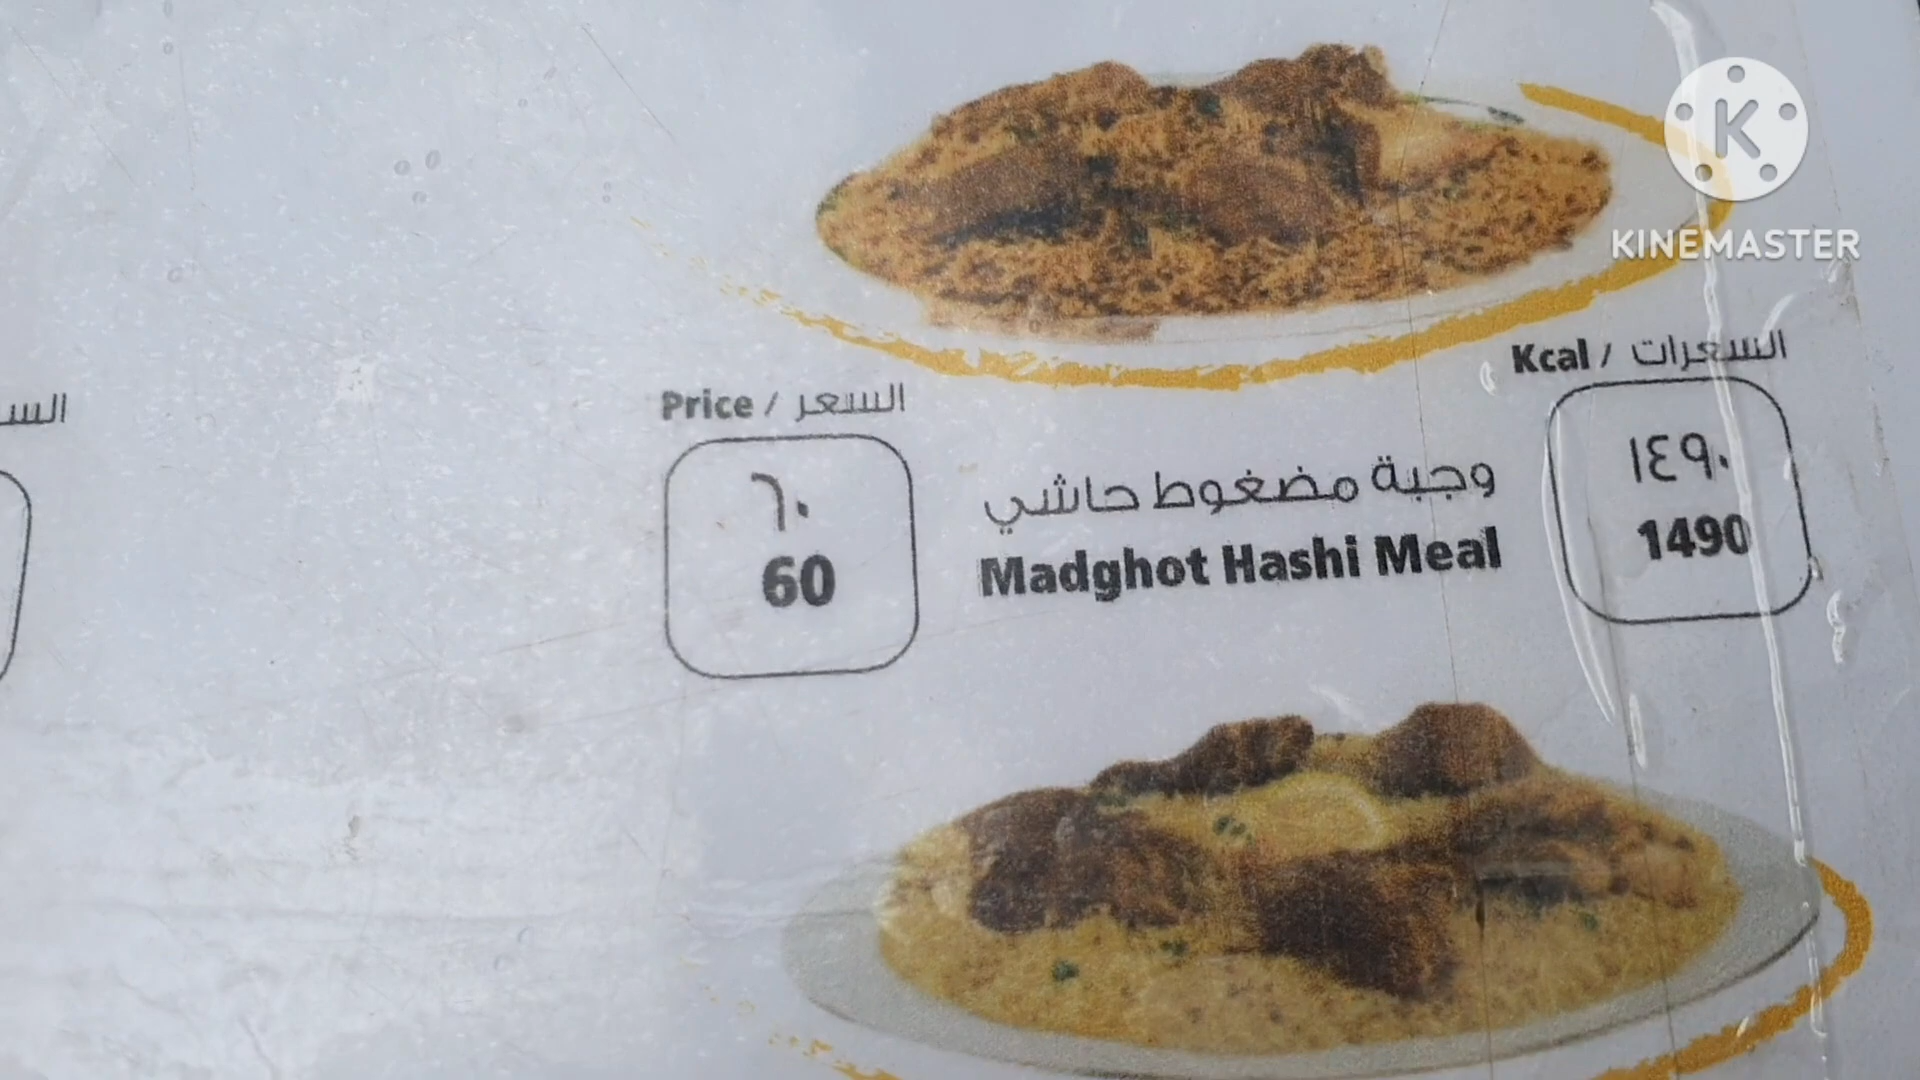 KINEMASTER
Kcal / السعرات
Price / السعر
١٤٩٠
1490
وجبة مضغوط حاشي
Madghot Hashi Meal
٦٠
60